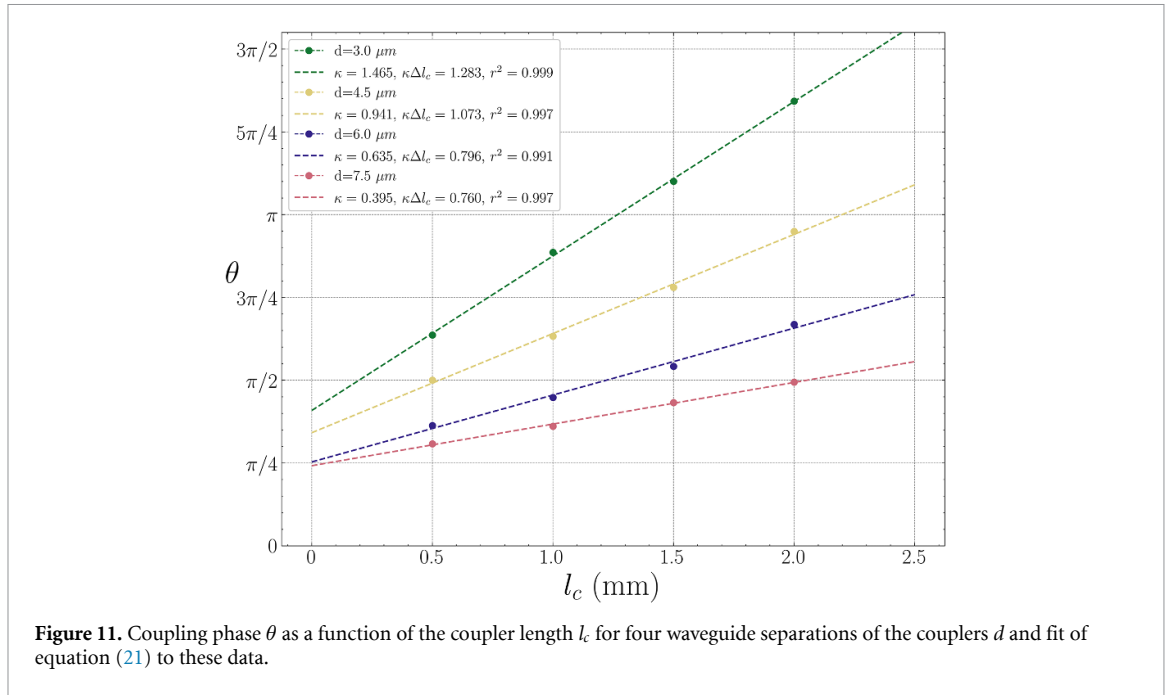 3π/2
5π/4
π
3π/4
π/2
π/4
0
θ
d=3.0 μm
κ = 1.465, κΔl_c = 1.283, r² = 0.999
d=4.5 μm
κ = 0.941, κΔl_c = 1.073, r² = 0.997
d=6.0 μm
κ = 0.635, κΔl_c = 0.796, r² = 0.991
d=7.5 μm
κ = 0.395, κΔl_c = 0.760, r² = 0.997
0 0.5 1.0 1.5 2.0 2.5
l_c (mm)
Figure 11. Coupling phase θ as a function of the coupler length l_c for four waveguide separations of the couplers d and fit of
equation (21) to these data.